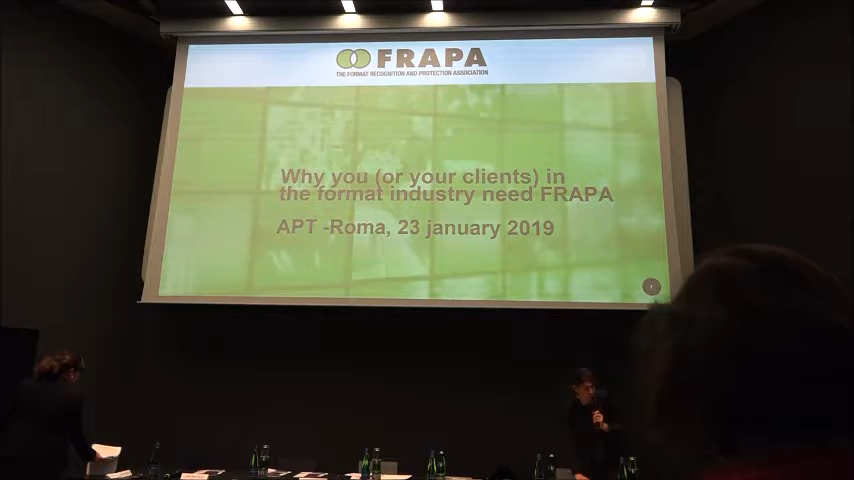 FRAPA
THE FORMAT RECOGNITION AND PROTECTION ASSOCIATION
Why you (or your clients) in
the format industry need FRAPA
APT -Roma, 23 january 2019